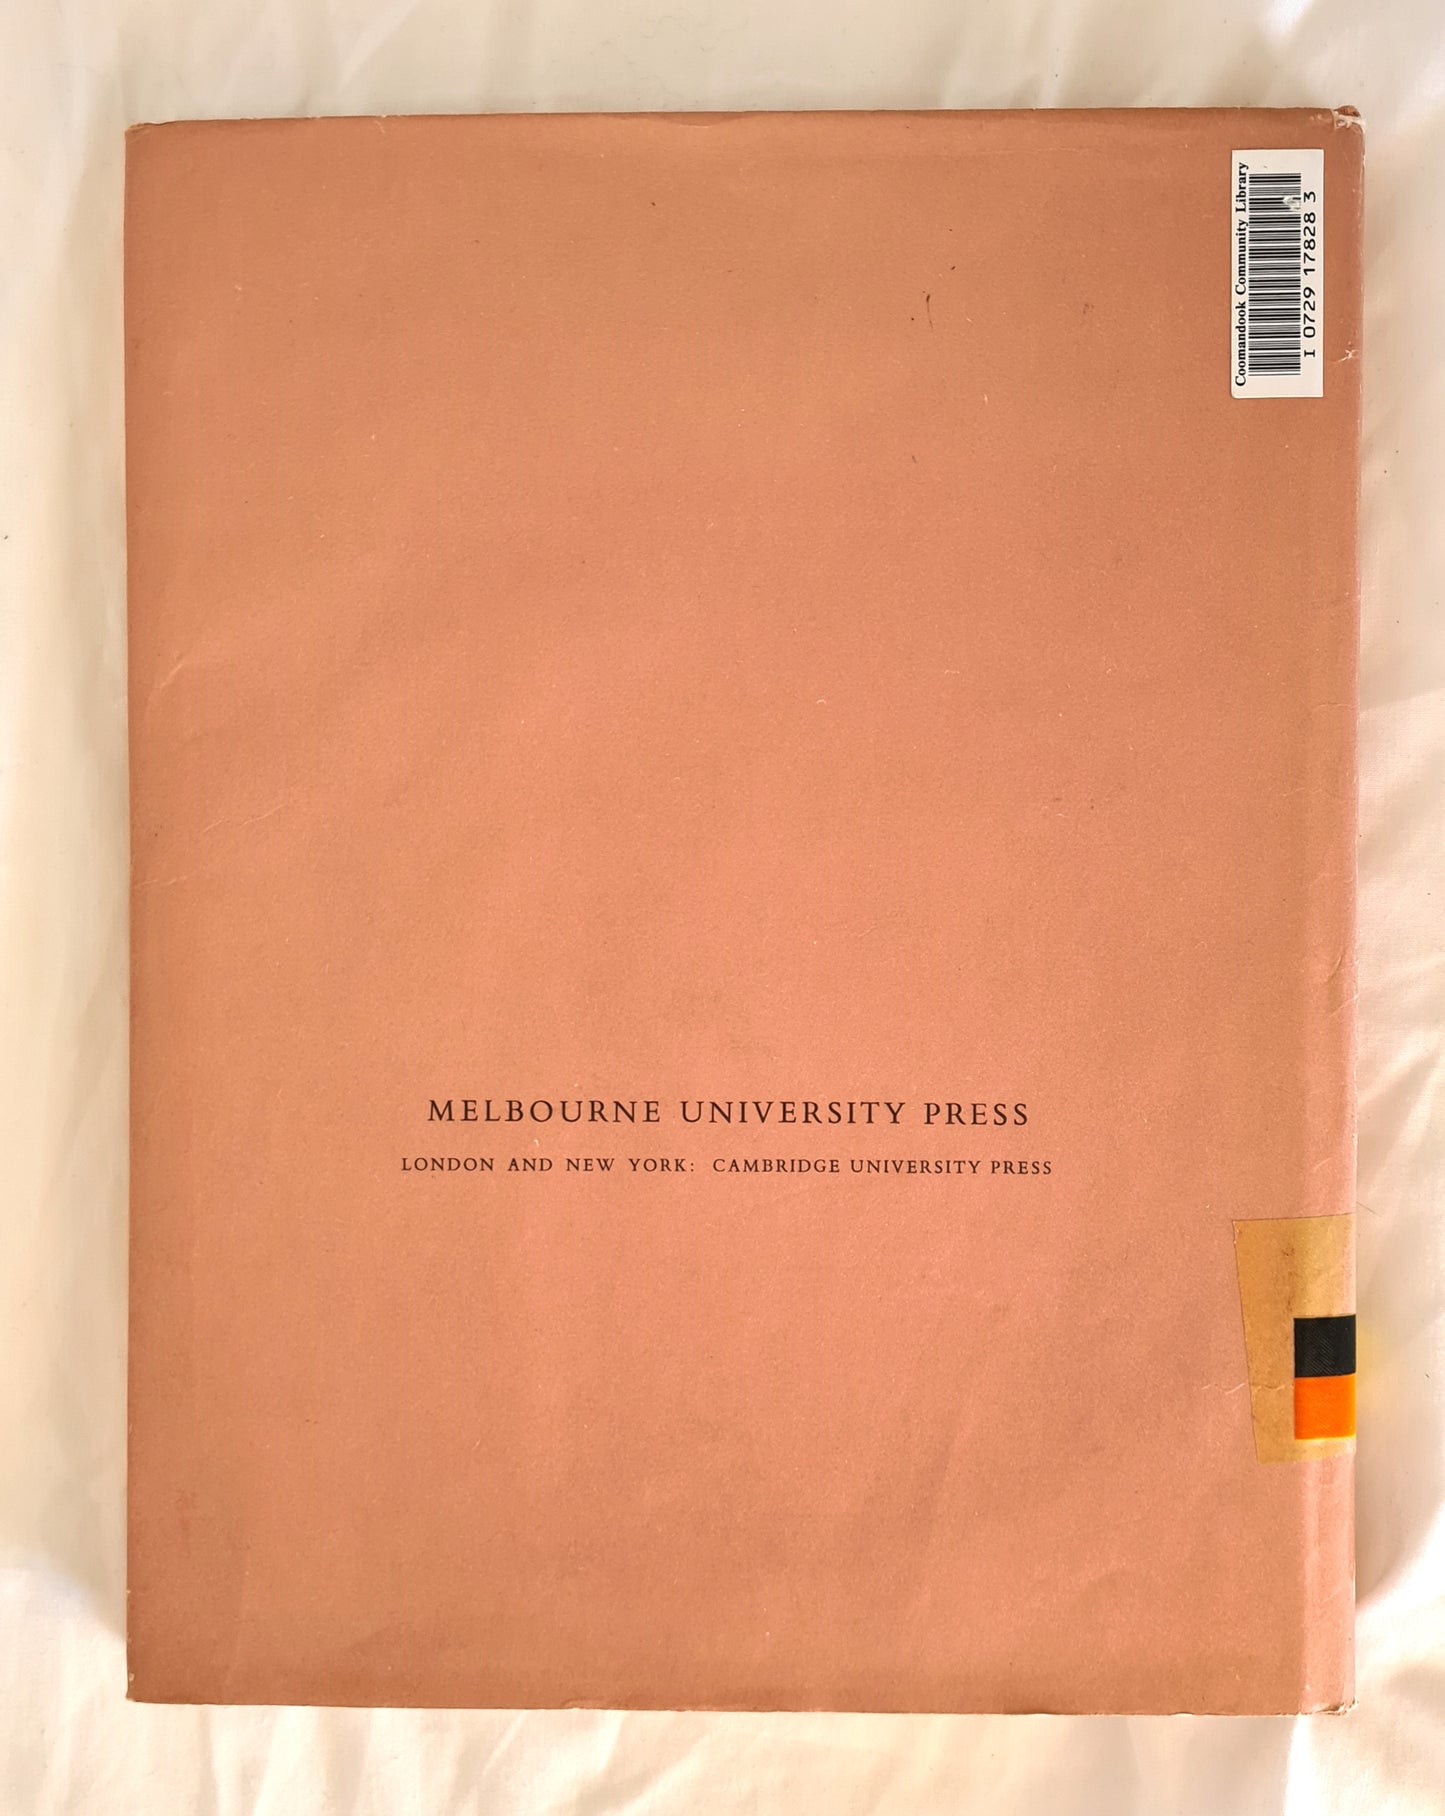 Coomandook Community Library
I 0729 17828 3
MELBOURNE UNIVERSITY PRESS
LONDON AND NEW YORK: CAMBRIDGE UNIVERSITY PRESS